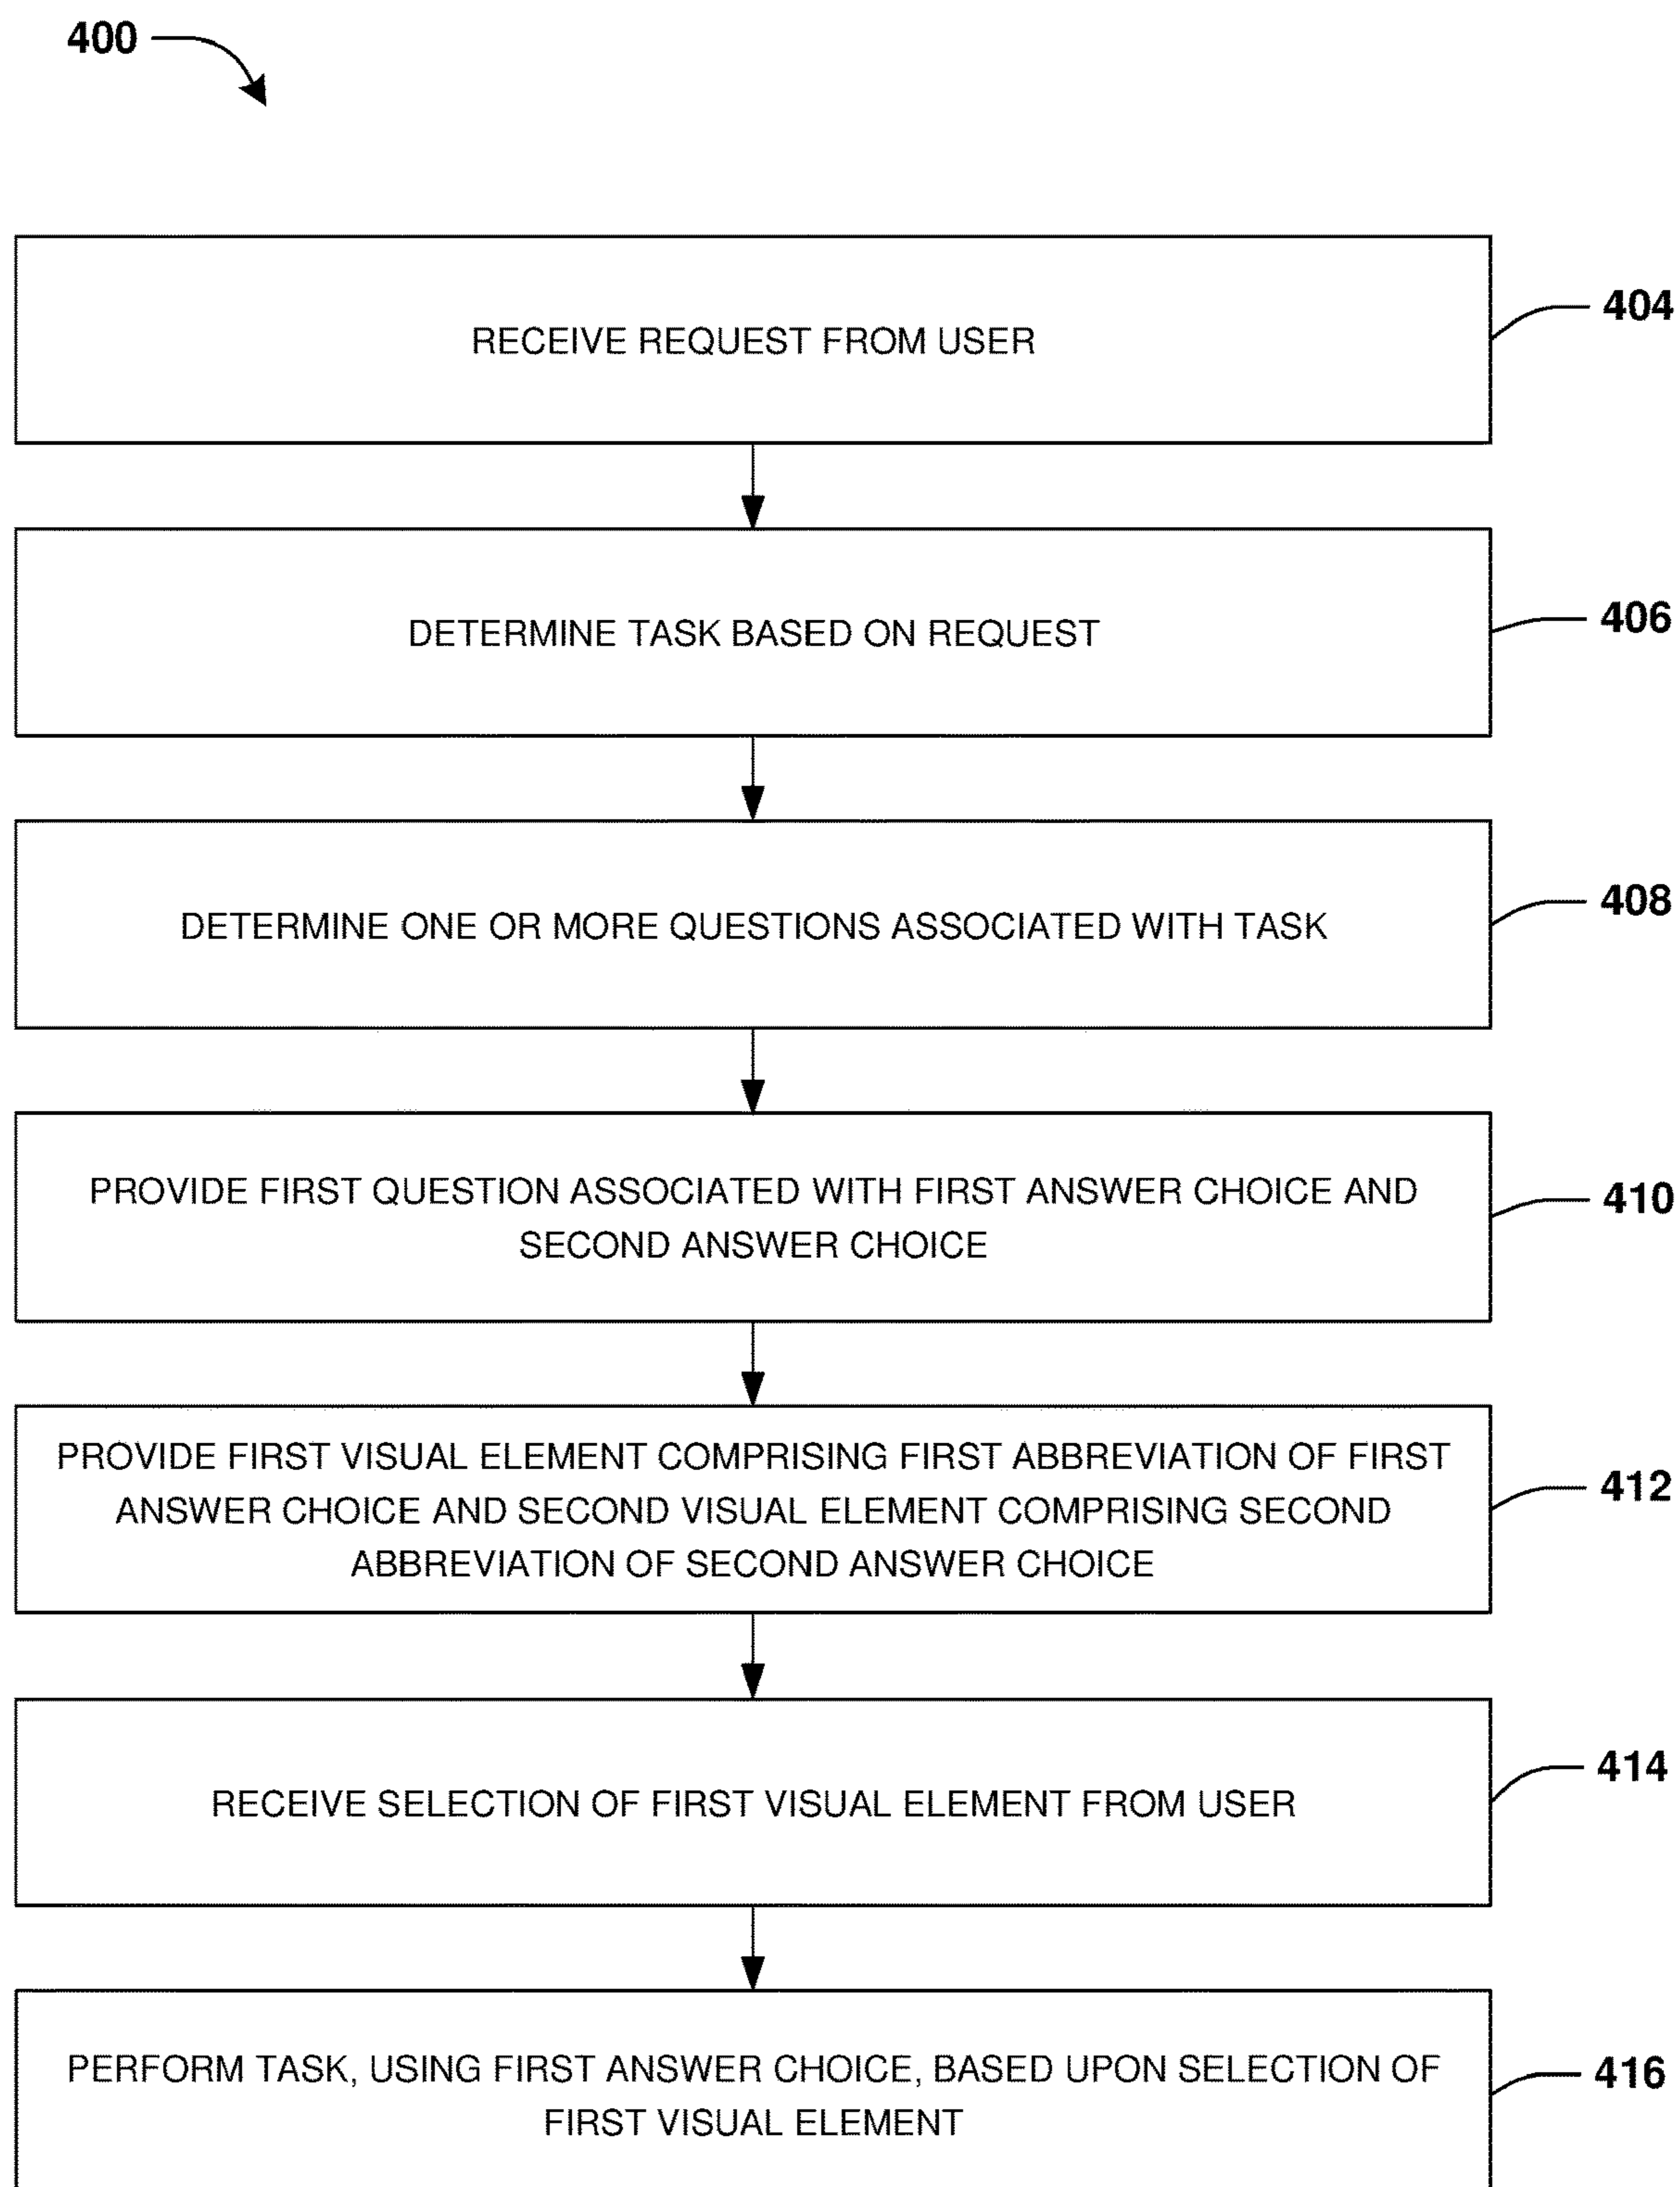 400
RECEIVE REQUEST FROM USER
404
DETERMINE TASK BASED ON REQUEST
406
DETERMINE ONE OR MORE QUESTIONS ASSOCIATED WITH TASK
408
PROVIDE FIRST QUESTION ASSOCIATED WITH FIRST ANSWER CHOICE AND
SECOND ANSWER CHOICE
410
PROVIDE FIRST VISUAL ELEMENT COMPRISING FIRST ABBREVIATION OF FIRST
ANSWER CHOICE AND SECOND VISUAL ELEMENT COMPRISING SECOND
ABBREVIATION OF SECOND ANSWER CHOICE
412
RECEIVE SELECTION OF FIRST VISUAL ELEMENT FROM USER
414
PERFORM TASK, USING FIRST ANSWER CHOICE, BASED UPON SELECTION OF
FIRST VISUAL ELEMENT
416